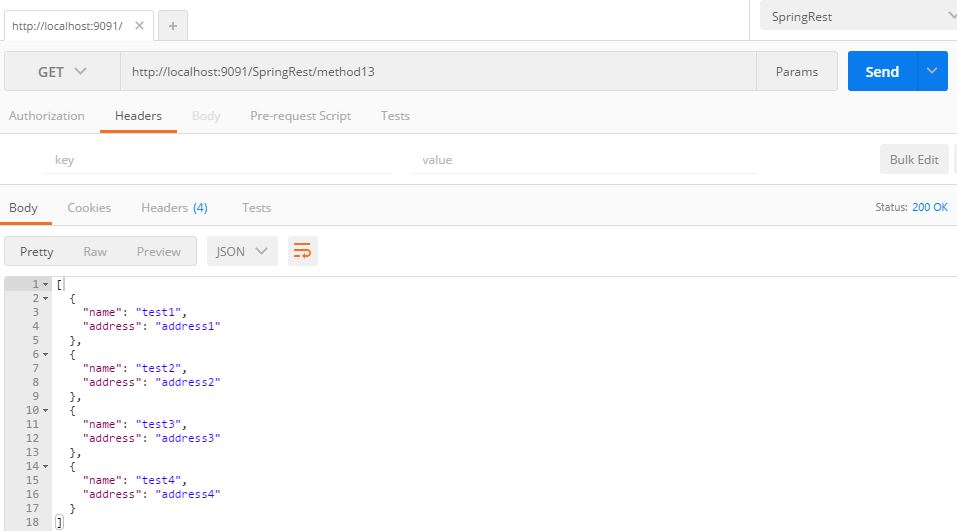 http://localhost:9091/ × + SpringRest
GET http://localhost:9091/SpringRest/method13 Params Send
Authorization Headers Body Pre-request Script Tests
key value Bulk Edit
Body Cookies Headers (4) Tests Status: 200 OK
Pretty Raw Preview JSON
1 [
2 {
3 "name": "test1",
4 "address": "address1"
5 },
6 {
7 "name": "test2",
8 "address": "address2"
9 },
10 {
11 "name": "test3",
12 "address": "address3"
13 },
14 {
15 "name": "test4",
16 "address": "address4"
17 }
18 ]